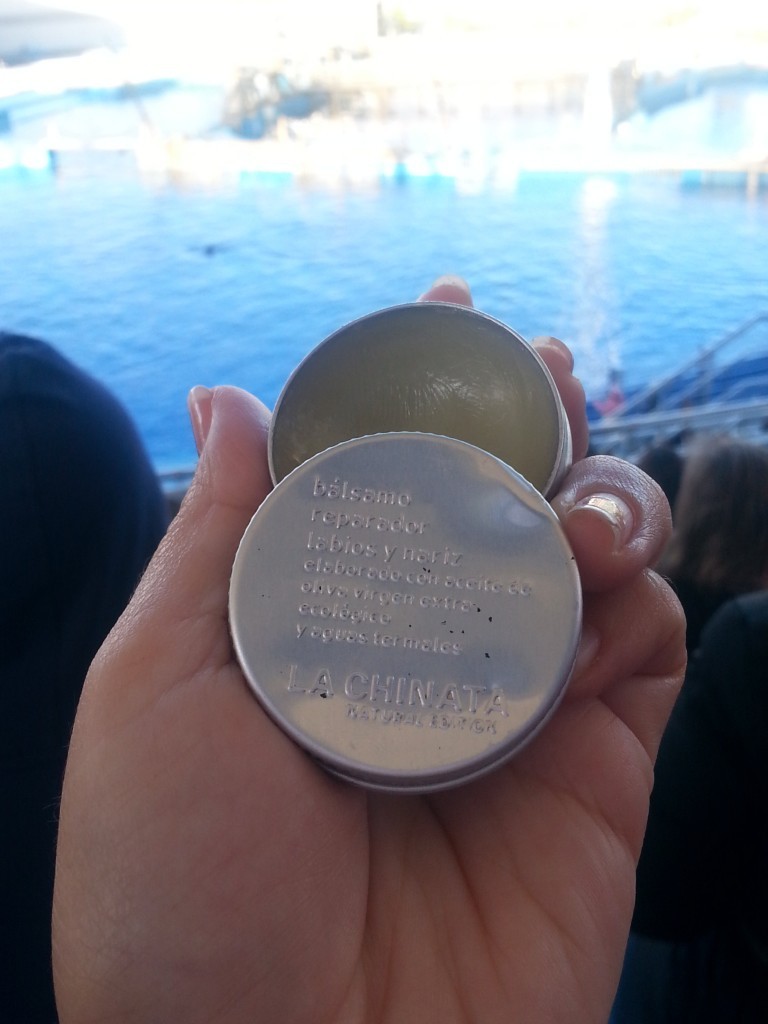 bálsamo
reparador
labios y nariz
elaborado con aceite de
oliva virgen extra
ecológico
y aguas termales
LA CHINATA
NATURAL EDITION